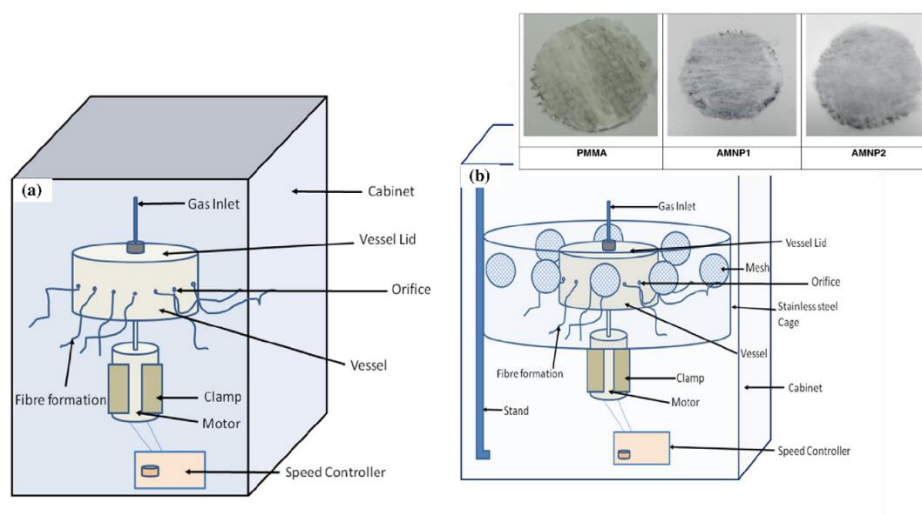 PMMA AMNP1 AMNP2
(a)
Gas Inlet
Cabinet
Vessel Lid
Orifice
Vessel
Fibre formation
Clamp
Motor
Speed Controller
(b)
Gas Inlet
Vessel Lid
Mesh
Orifice
Stainless steel
Cage
Vessel
Fibre formation
Clamp
Motor
Cabinet
Stand
Speed Controller